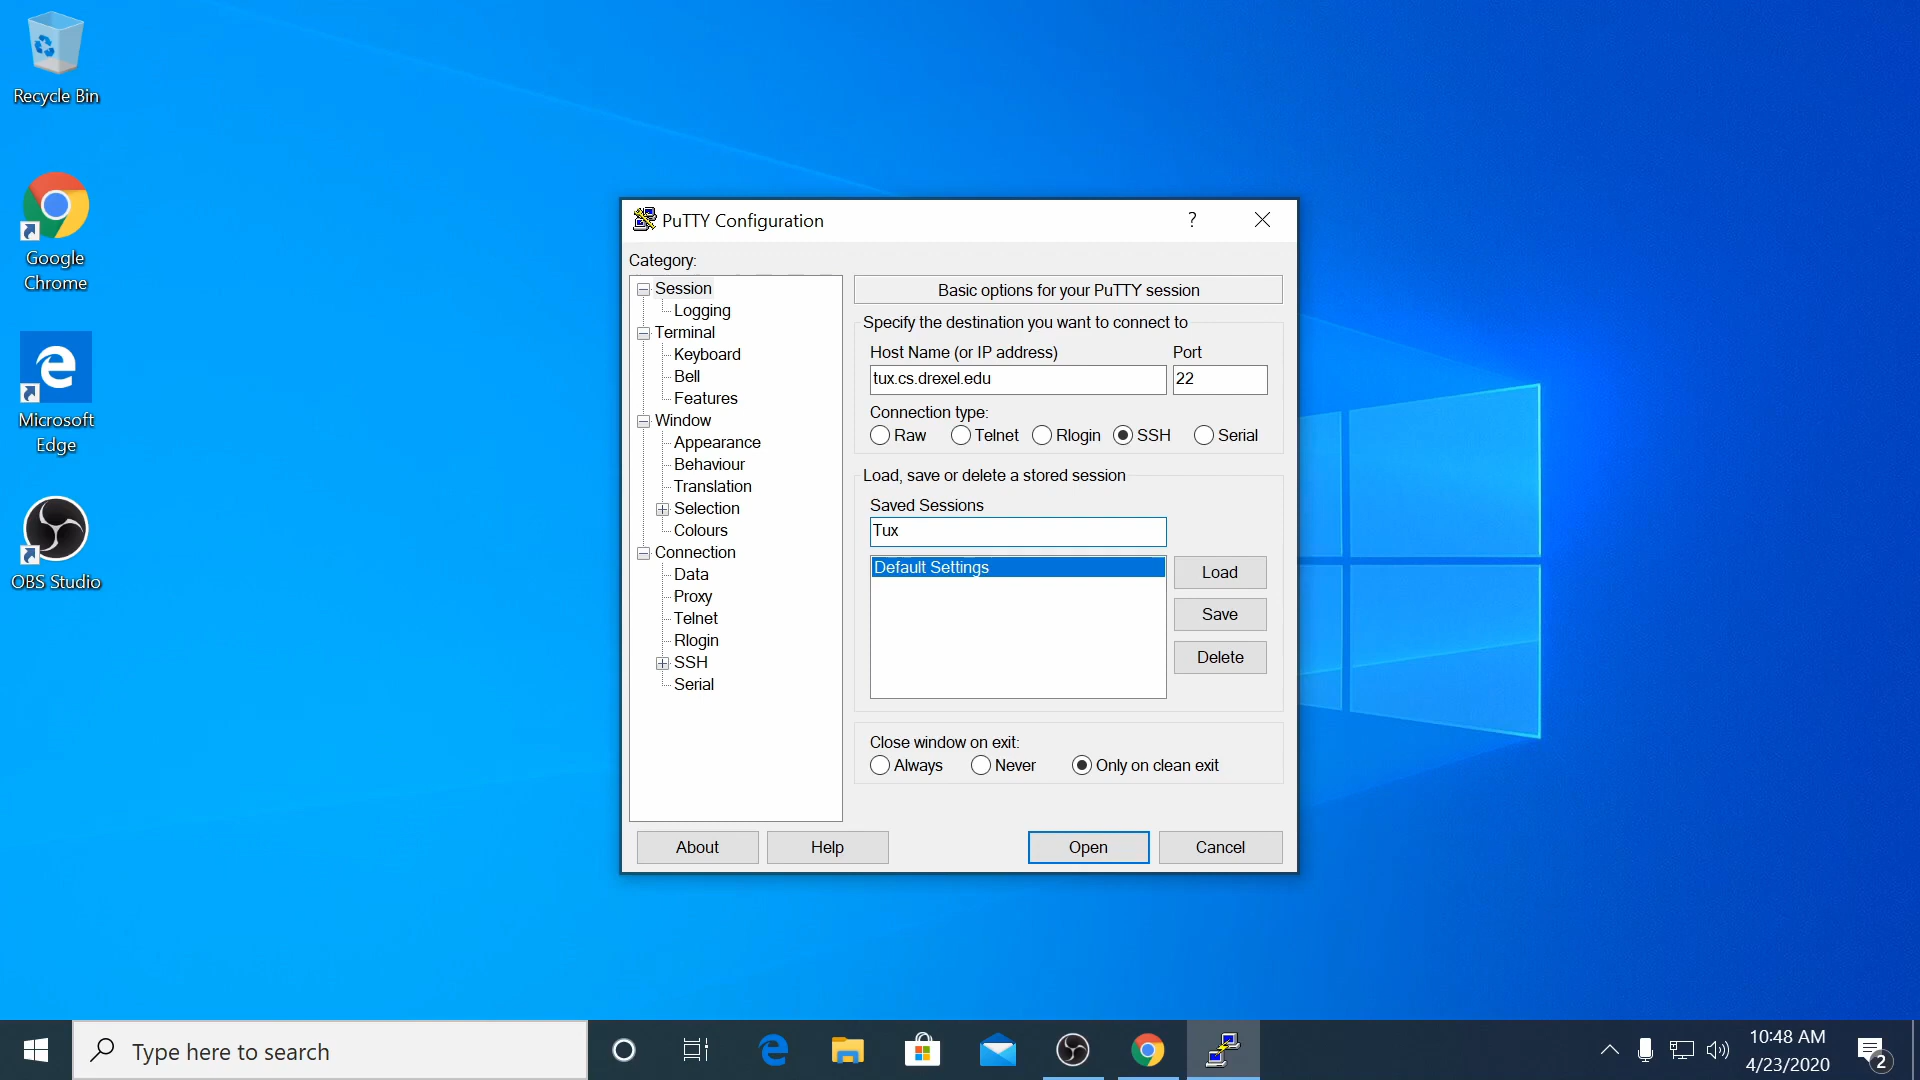 Recycle Bin
Google
Chrome
Microsoft
Edge
OBS Studio
PuTTY Configuration
?
Category:
Session
Logging
Terminal
Keyboard
Bell
Features
Window
Appearance
Behaviour
Translation
Selection
Colours
Connection
Data
Proxy
Telnet
Rlogin
SSH
Serial
Basic options for your PuTTY session
Specify the destination you want to connect to
Host Name (or IP address) Port
tux.cs.drexel.edu 22
Connection type:
Raw Telnet Rlogin SSH Serial
Load, save or delete a stored session
Saved Sessions
Tux
Default Settings
Load
Save
Delete
Close window on exit:
Always Never Only on clean exit
About Help Open Cancel
Type here to search
10:48 AM
4/23/2020
2